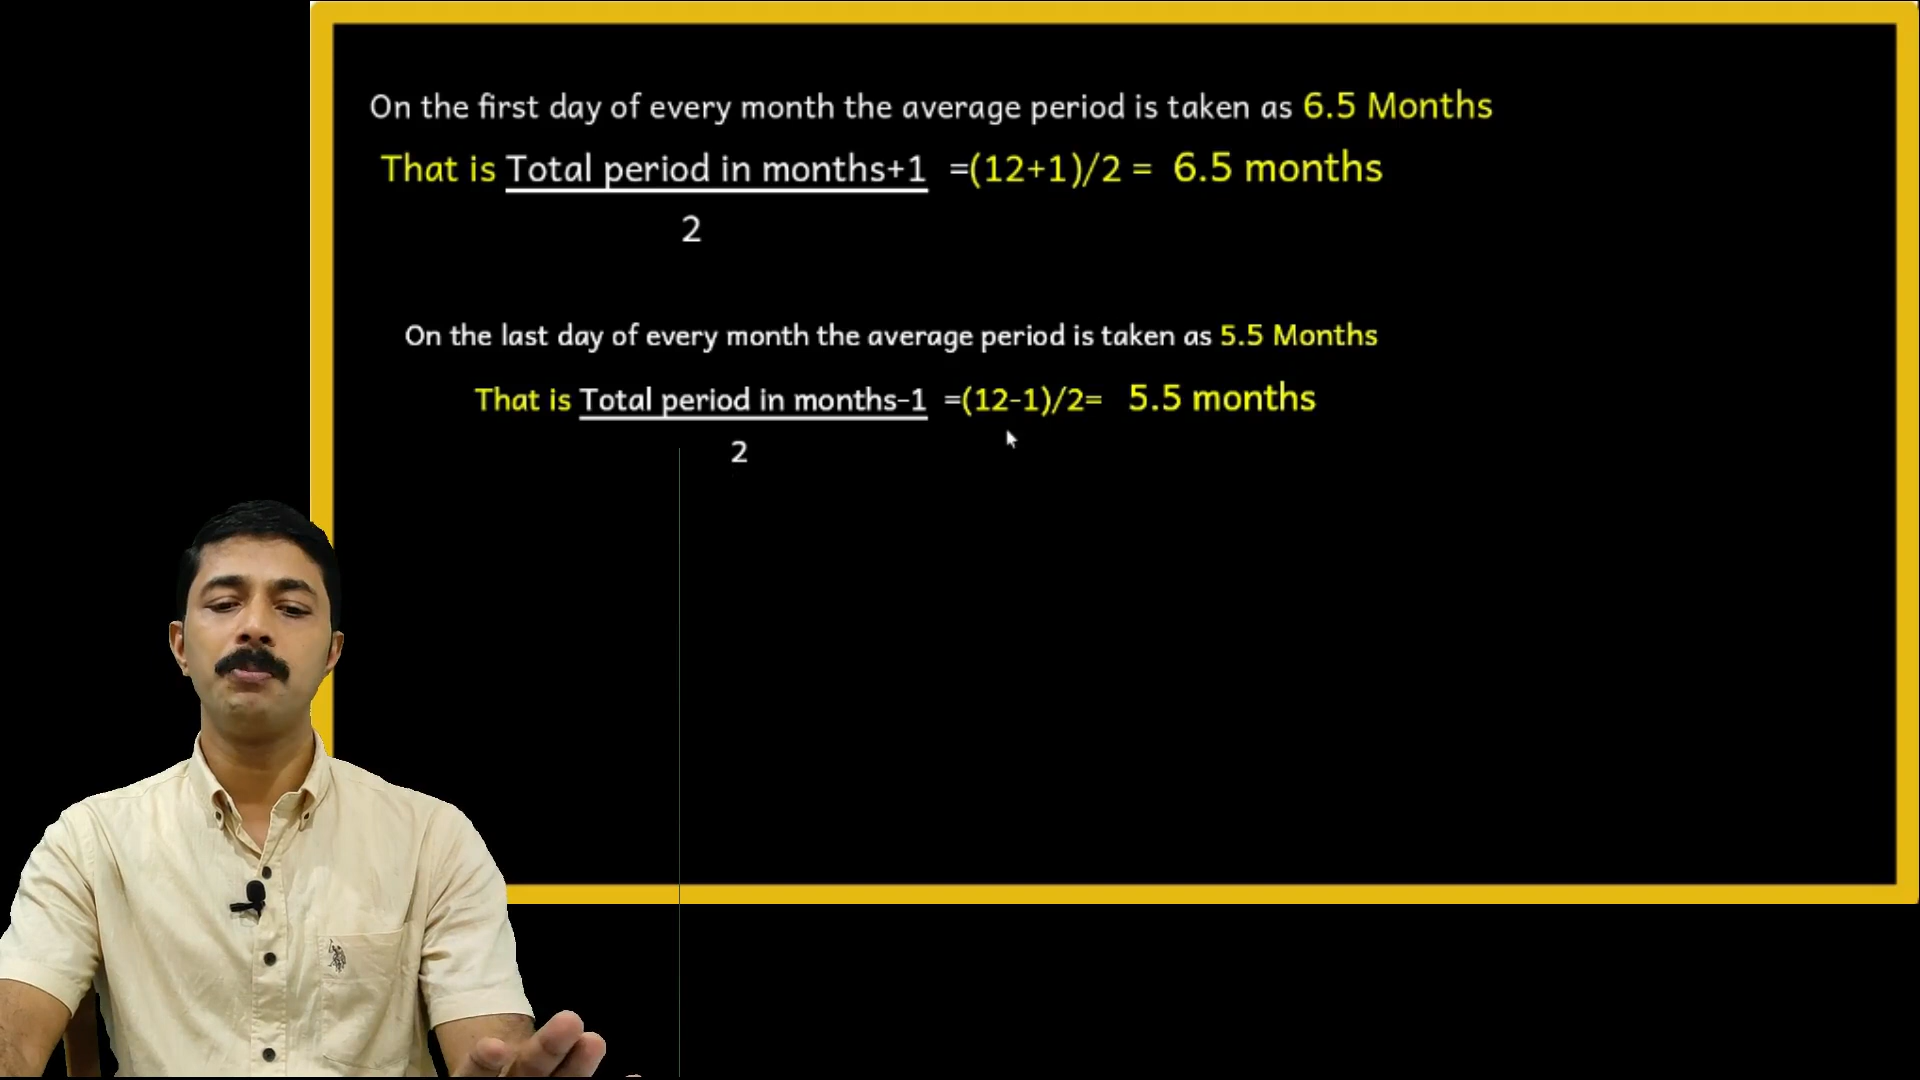 On the first day of every month the average period is taken as 6.5 Months
That is Total period in months+1 =(12+1)/2 = 6.5 months
2
On the last day of every month the average period is taken as 5.5 Months
That is Total period in months-1 =(12-1)/2= 5.5 months
2